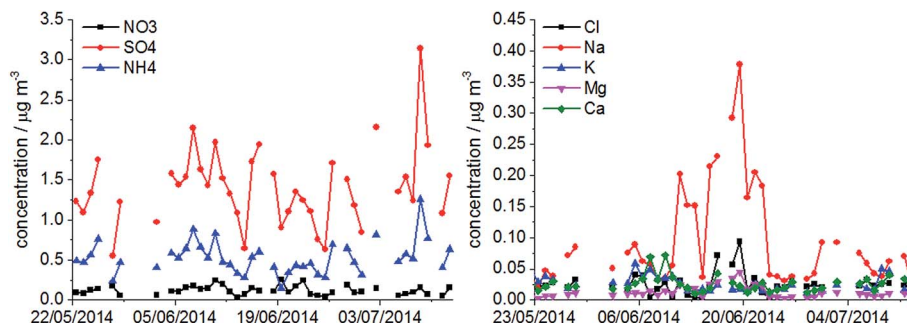 concentration / µg m-3
3.5
3.0
2.5
2.0
1.5
1.0
0.5
0.0
NO3
SO4
NH4
22/05/2014
05/06/2014
19/06/2014
03/07/2014
concentration / µg m-3
0.45
0.40
0.35
0.30
0.25
0.20
0.15
0.10
0.05
0.00
Cl
Na
K
Mg
Ca
23/05/2014
06/06/2014
20/06/2014
04/07/2014